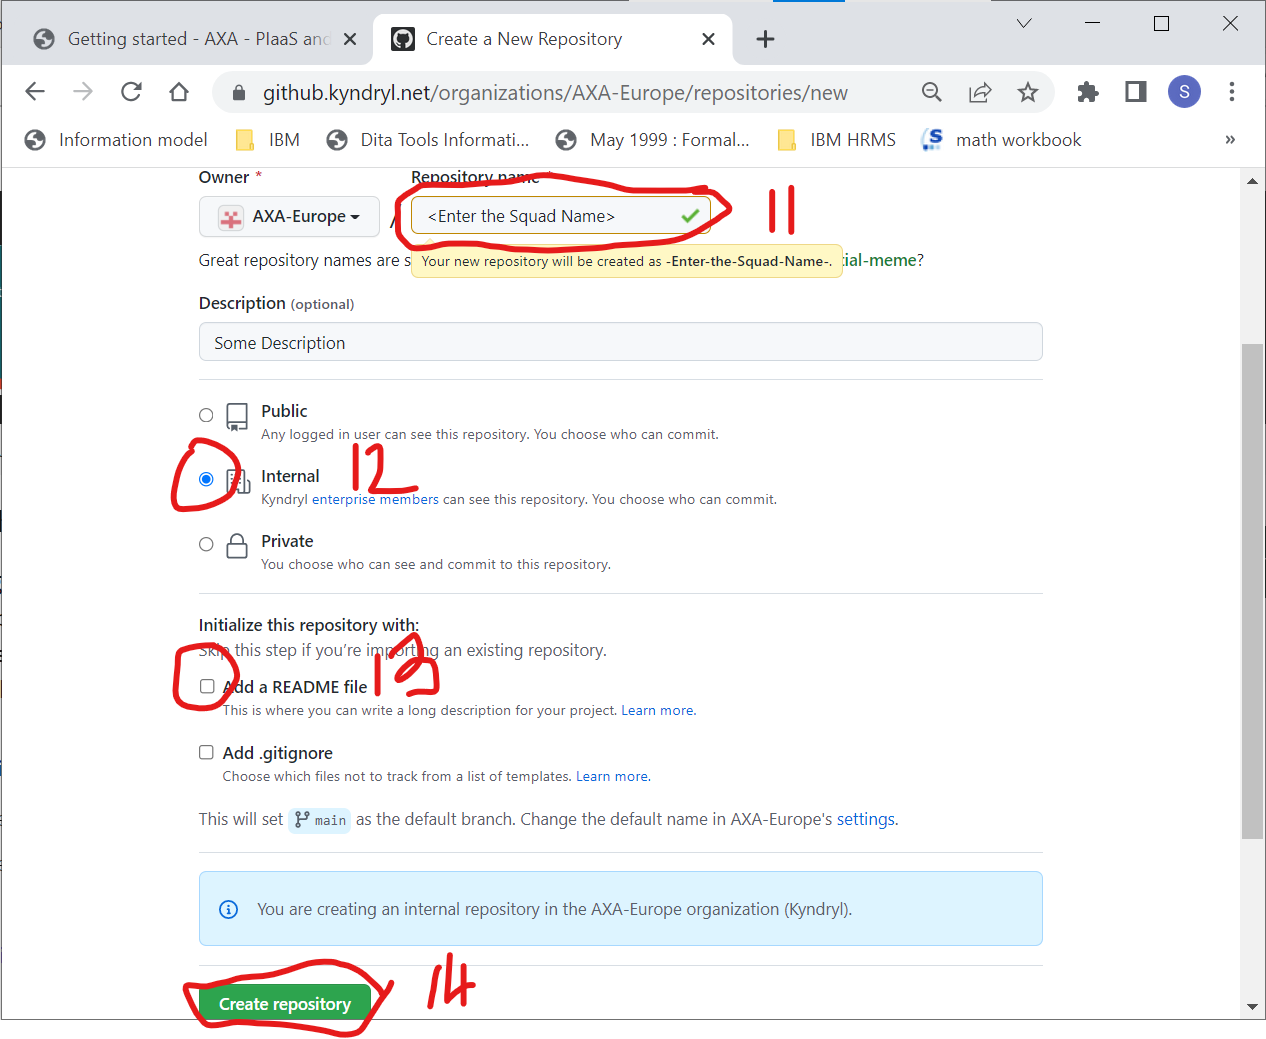 Getting started - AXA - PlaaS and
Create a New Repository
github.kyndryl.net/organizations/AXA-Europe/repositories/new
S
Information model
IBM
Dita Tools Informati...
May 1999 : Formal...
IBM HRMS
S
math workbook
»
Owner *
Repository name
AXA-Europe
/
<Enter the Squad Name>
11
Great repository names are s
Your new repository will be created as -Enter-the-Squad-Name-.
ial-meme?
Description (optional)
Some Description
Public
Any logged in user can see this repository. You choose who can commit.
12
Internal
Kyndryl enterprise members can see this repository. You choose who can commit.
Private
You choose who can see and commit to this repository.
Initialize this repository with:
Skip this step if you're importing an existing repository.
13
Add a README file
This is where you can write a long description for your project. Learn more.
Add .gitignore
Choose which files not to track from a list of templates. Learn more.
This will set main as the default branch. Change the default name in AXA-Europe's settings.
You are creating an internal repository in the AXA-Europe organization (Kyndryl).
Create repository
14